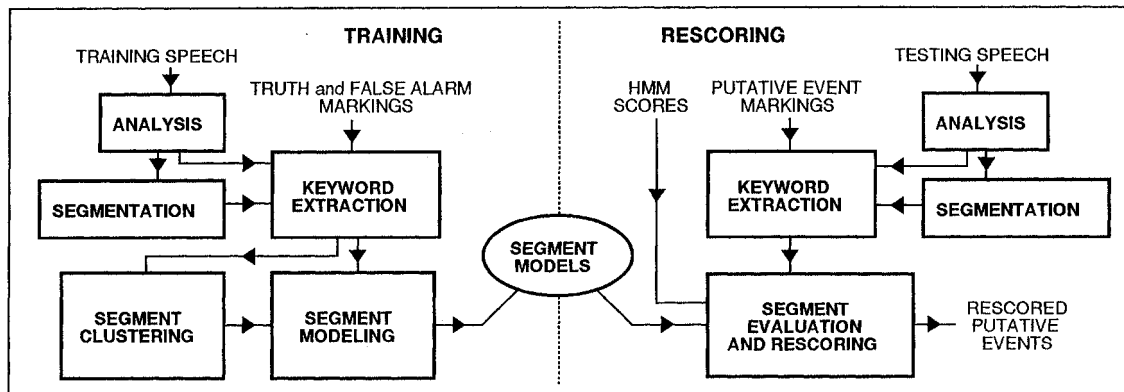 TRAINING
TRAINING SPEECH
TRUTH and FALSE ALARM
MARKINGS
ANALYSIS
SEGMENTATION
KEYWORD
EXTRACTION
SEGMENT
CLUSTERING
SEGMENT
MODELING
SEGMENT
MODELS
RESCORING
HMM
SCORES
PUTATIVE EVENT
MARKINGS
TESTING SPEECH
ANALYSIS
KEYWORD
EXTRACTION
SEGMENTATION
SEGMENT
EVALUATION
AND RESCORING
RESCORED
PUTATIVE
EVENTS